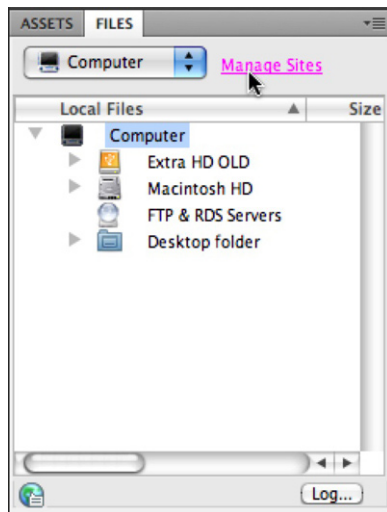 ASSETS FILES
Computer Manage Sites
Local Files Size
Computer
Extra HD OLD
Macintosh HD
FTP & RDS Servers
Desktop folder
Log...